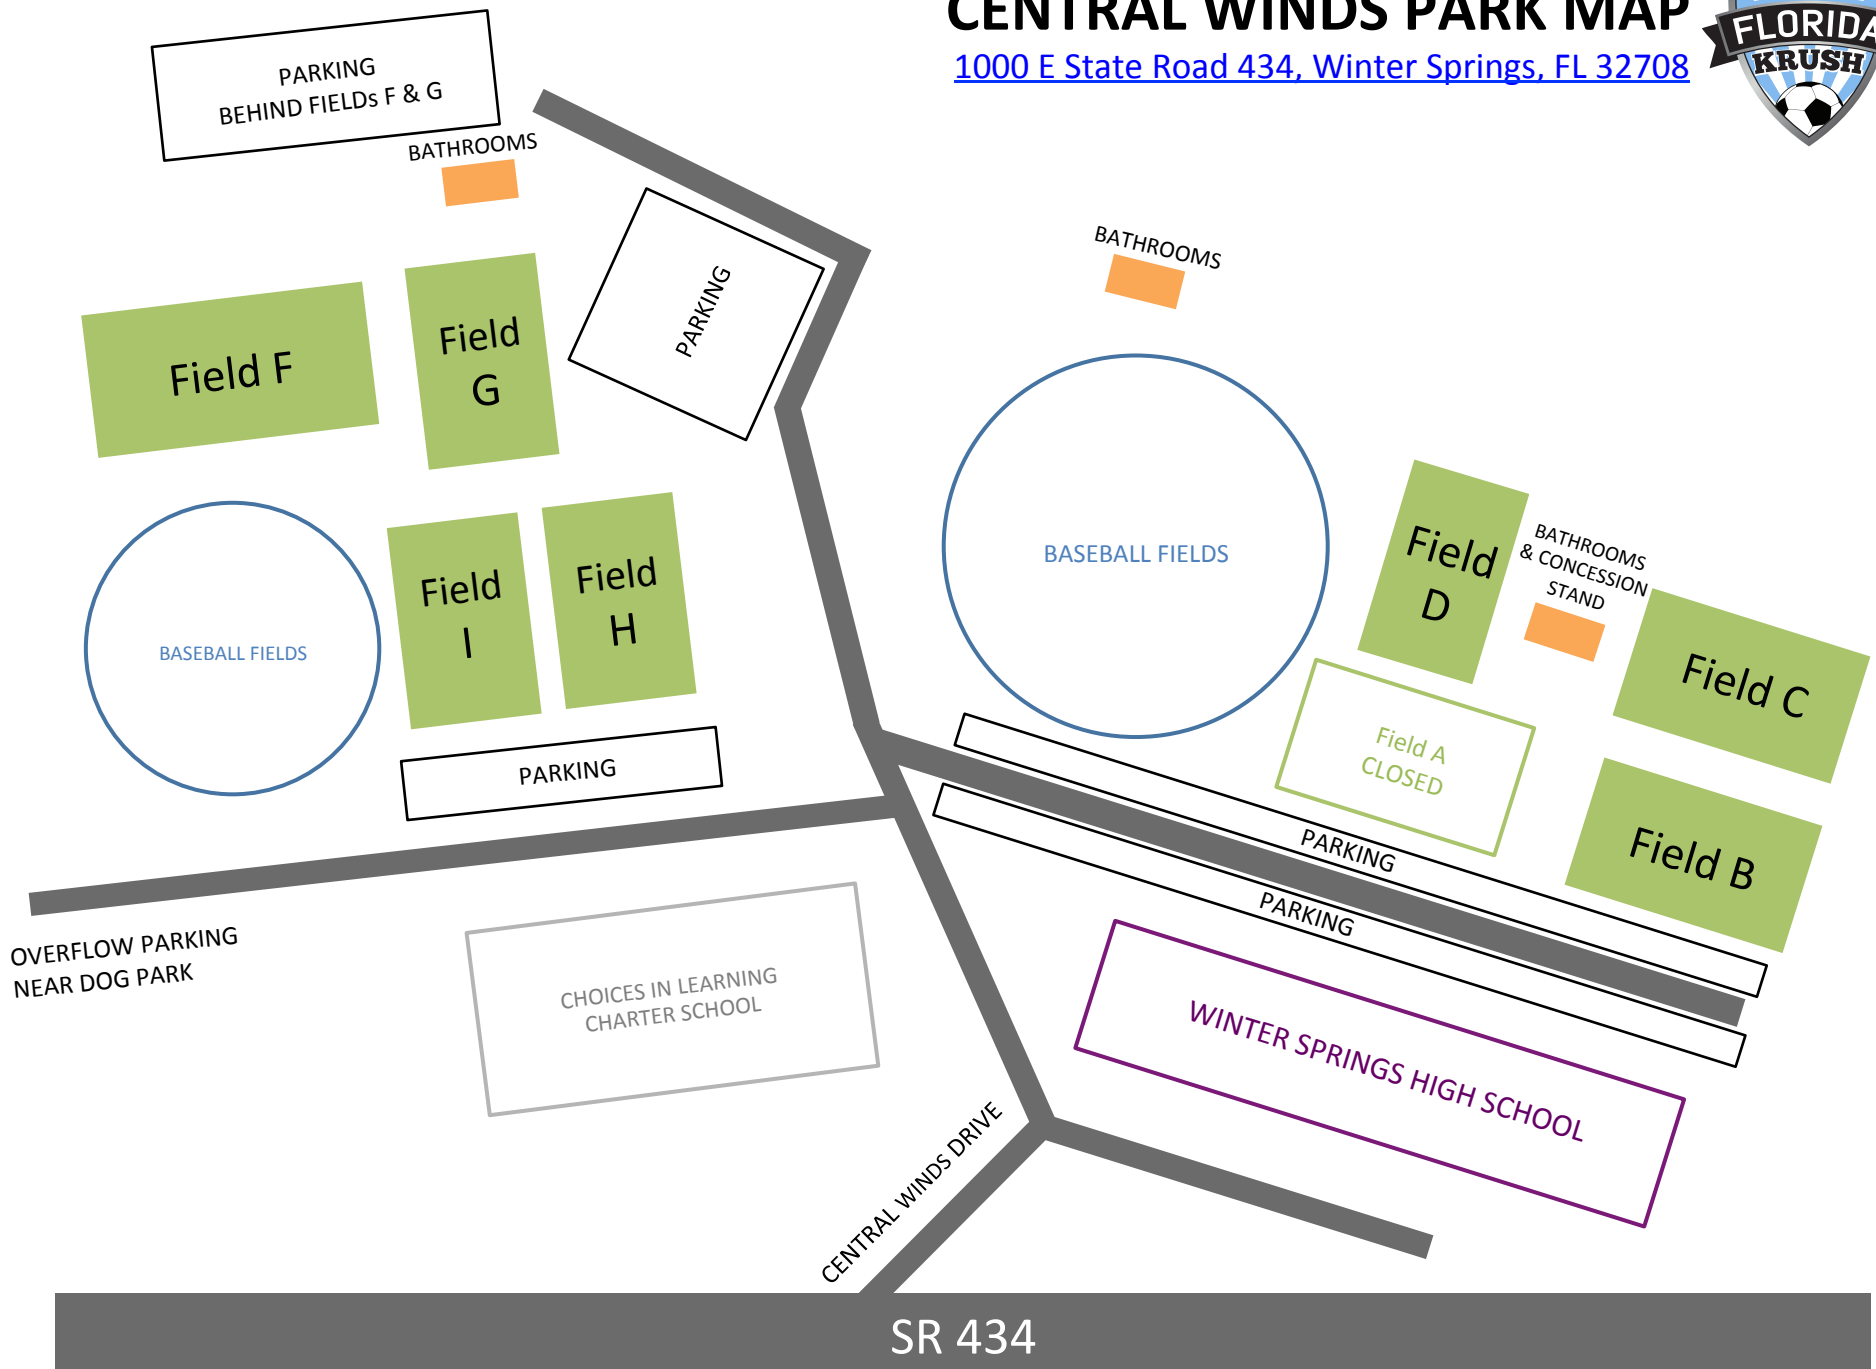 CENTRAL WINDS PARK MAP
1000 E State Road 434, Winter Springs, FL 32708
FLORIDA
KRUSH
PARKING
BEHIND FIELDs F & G
BATHROOMS
PARKING
BATHROOMS
Field F
Field
G
Field
I
Field
H
BASEBALL FIELDS
PARKING
BASEBALL FIELDS
Field
D
BATHROOMS
& CONCESSION
STAND
Field C
Field A
CLOSED
Field B
PARKING
PARKING
OVERFLOW PARKING
NEAR DOG PARK
CHOICES IN LEARNING
CHARTER SCHOOL
WINTER SPRINGS HIGH SCHOOL
CENTRAL WINDS DRIVE
SR 434